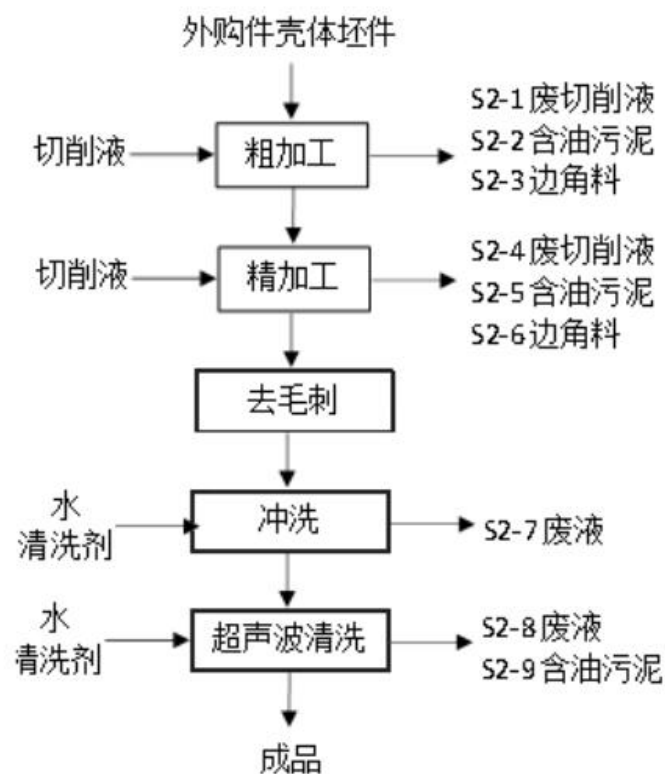 外购件壳体坯件
切削液
粗加工
S2-1废切削液
S2-2含油污泥
S2-3边角料
切削液
精加工
S2-4废切削液
S2-5含油污泥
S2-6边角料
去毛刺
水
清洗剂
冲洗
S2-7废液
水
清洗剂
超声波清洗
S2-8废液
S2-9含油污泥
成品